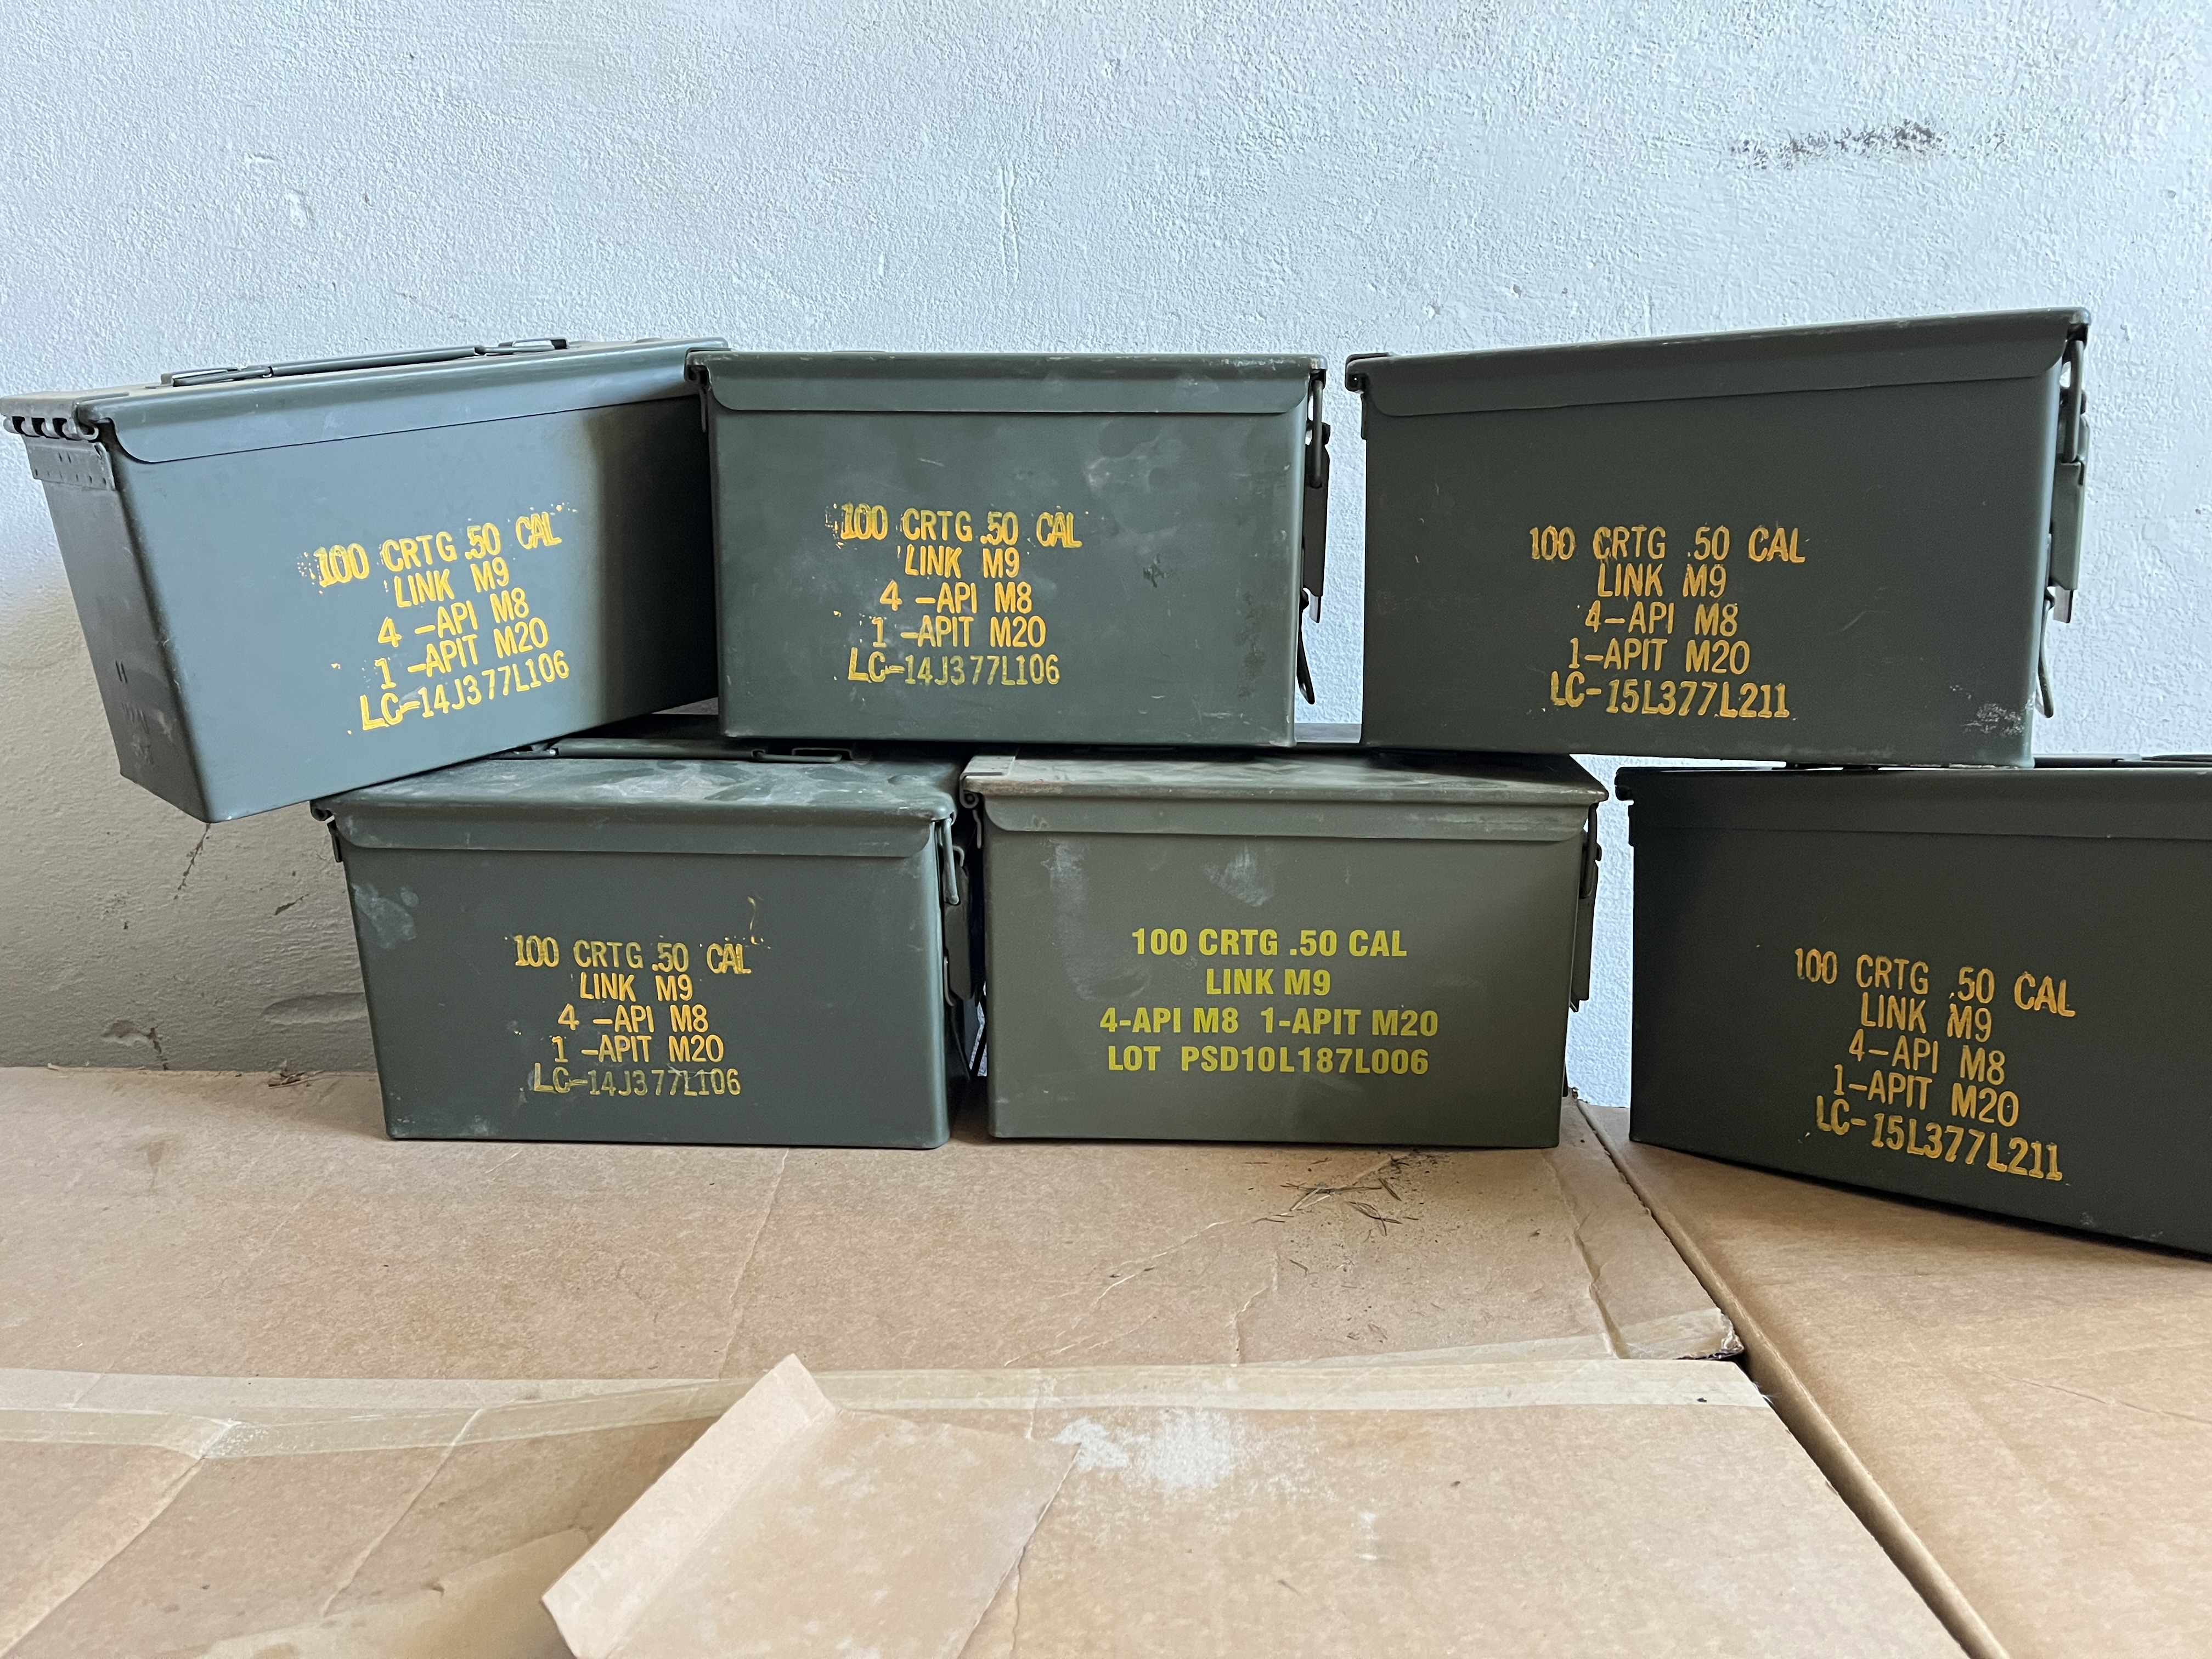 100 CRTG .50 CAL
LINK M9
4 -API M8
1 -APIT M20
LC-14J377L106
100 CRTG .50 CAL
LINK M9
4 -API M8
1 -APIT M20
LC-14J377L106
100 CRTG .50 CAL
LINK M9
4-API M8
1-APIT M20
LC-15L377L211
100 CRTG .50 CAL
LINK M9
4 -API M8
1 -APIT M20
LC-14J377L106
100 CRTG .50 CAL
LINK M9
4-API M8 1-APIT M20
LOT PSD10L187L006
100 CRTG .50 CAL
LINK M9
4-API M8
1-APIT M20
LC-15L377L211